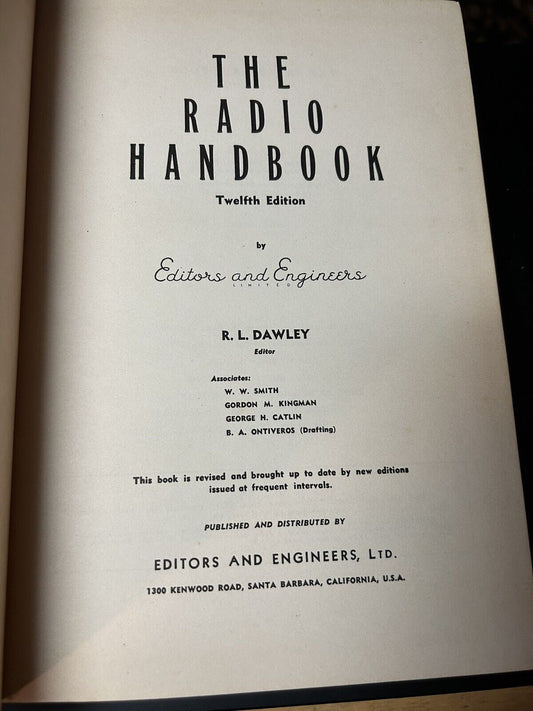 THE
RADIO
HANDBOOK
Twelfth Edition
by
Editors and Engineers
LIMITED
R. L. DAWLEY
Editor
Associates:
W. W. SMITH
GORDON M. KINGMAN
GEORGE H. CATLIN
B. A. ONTIVEROS (Drafting)
This book is revised and brought up to date by new editions
issued at frequent intervals.
PUBLISHED AND DISTRIBUTED BY
EDITORS AND ENGINEERS, LTD.
1300 KENWOOD ROAD, SANTA BARBARA, CALIFORNIA, U.S.A.